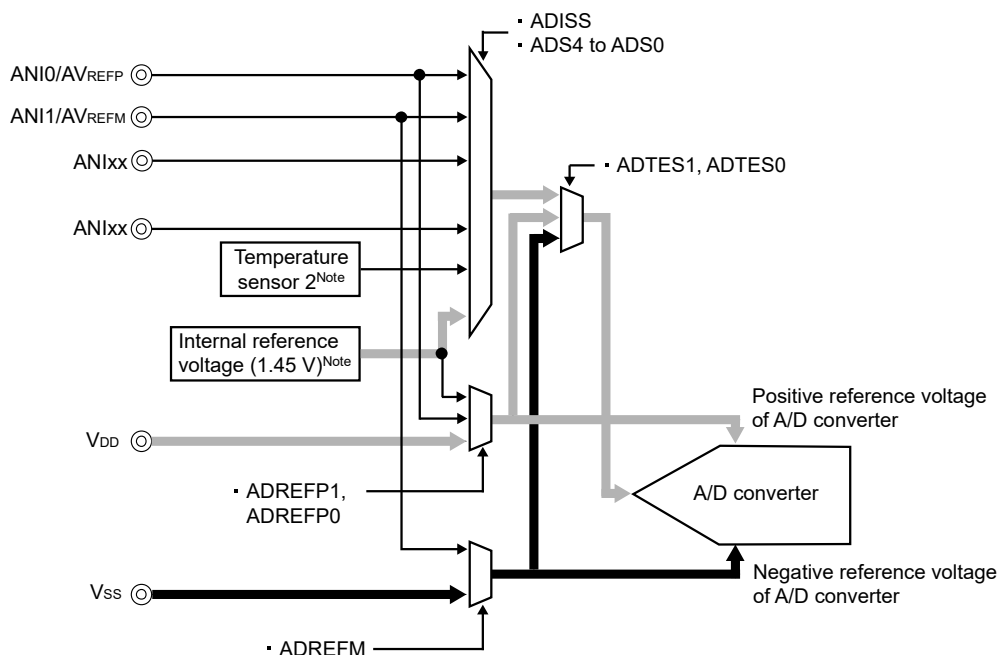 ▪ ADISS
▪ ADS4 to ADS0
ANI0/AVREFP
ANI1/AVREFM
ANIxx
▪ ADTES1, ADTES0
ANIxx
Temperature
sensor 2Note
Internal reference
voltage (1.45 V)Note
Positive reference voltage
of A/D converter
VDD
A/D converter
▪ ADREFP1,
ADREFP0
Negative reference voltage
of A/D converter
VSS
▪ ADREFM